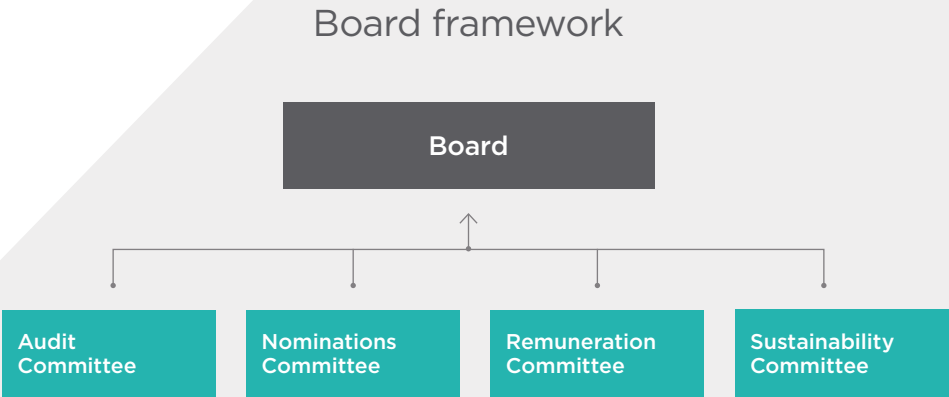 Board framework
Board
Audit
Committee
Nominations
Committee
Remuneration
Committee
Sustainability
Committee